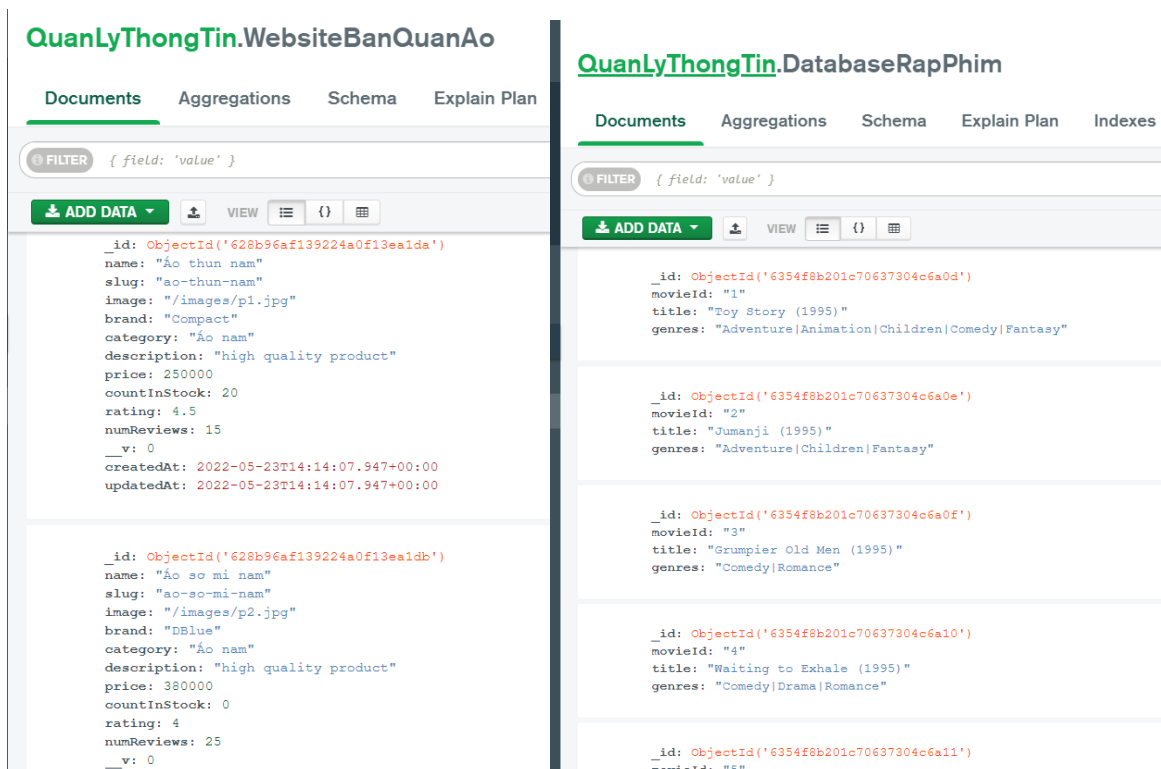 QuanLyThongTin.WebsiteBanQuanAo
Documents Aggregations Schema Explain Plan
FILTER { field: 'value' }
ADD DATA VIEW {}
_id: ObjectId('628b96af139224a0f13ea1da')
name: "Áo thun nam"
slug: "ao-thun-nam"
image: "/images/p1.jpg"
brand: "Compact"
category: "Áo nam"
description: "high quality product"
price: 250000
countInStock: 20
rating: 4.5
numReviews: 15
__v: 0
createdAt: 2022-05-23T14:14:07.947+00:00
updatedAt: 2022-05-23T14:14:07.947+00:00
_id: ObjectId('628b96af139224a0f13ea1db')
name: "Áo sơ mi nam"
slug: "ao-so-mi-nam"
image: "/images/p2.jpg"
brand: "DBlue"
category: "Áo nam"
description: "high quality product"
price: 380000
countInStock: 0
rating: 4
numReviews: 25
__v: 0
QuanLyThongTin.DatabaseRapPhim
Documents Aggregations Schema Explain Plan Indexes
FILTER { field: 'value' }
ADD DATA VIEW {}
_id: ObjectId('6354f8b201c70637304c6a0d')
movieId: "1"
title: "Toy Story (1995)"
genres: "Adventure|Animation|Children|Comedy|Fantasy"
_id: ObjectId('6354f8b201c70637304c6a0e')
movieId: "2"
title: "Jumanji (1995)"
genres: "Adventure|Children|Fantasy"
_id: ObjectId('6354f8b201c70637304c6a0f')
movieId: "3"
title: "Grumpier Old Men (1995)"
genres: "Comedy|Romance"
_id: ObjectId('6354f8b201c70637304c6a10')
movieId: "4"
title: "Waiting to Exhale (1995)"
genres: "Comedy|Drama|Romance"
_id: ObjectId('6354f8b201c70637304c6a11')
movieId: "5"